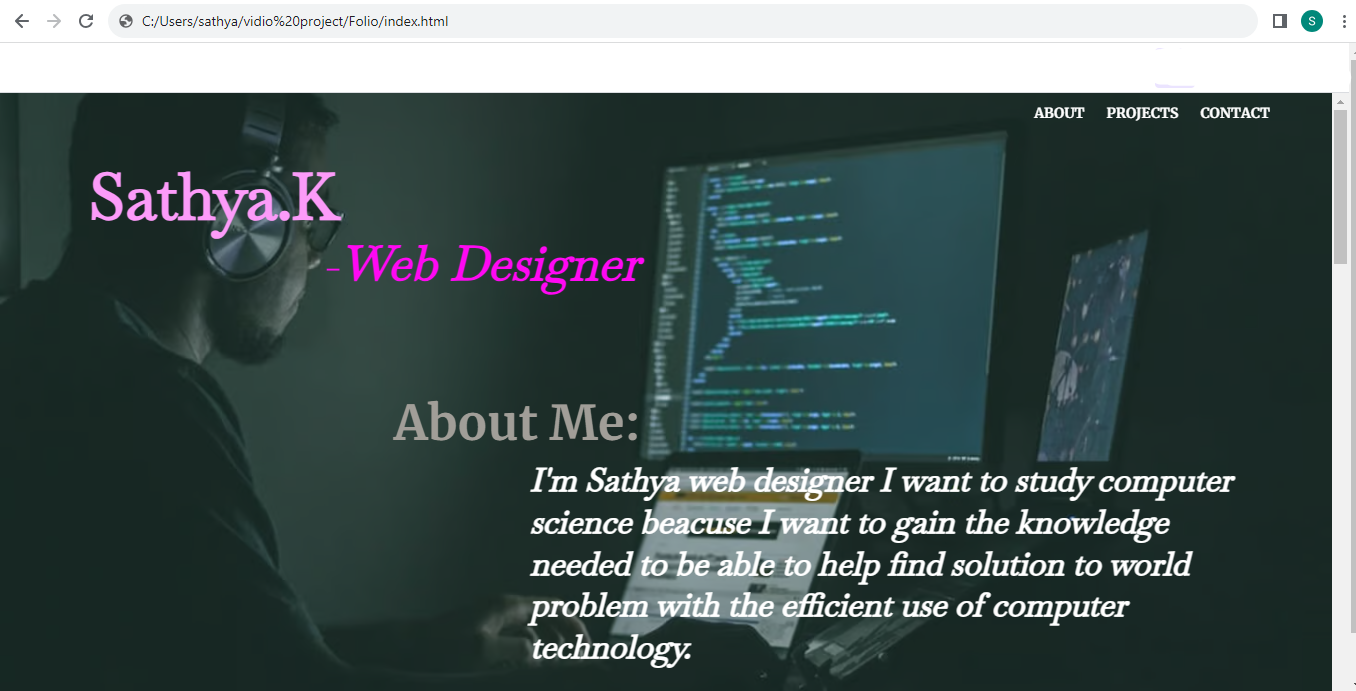 C:/Users/sathya/vidio%20project/Folio/index.html
S
ABOUT PROJECTS CONTACT
Sathya.K
-Web Designer
About Me:
I'm Sathya web designer I want to study computer
science beacuse I want to gain the knowledge
needed to be able to help find solution to world
problem with the efficient use of computer
technology.